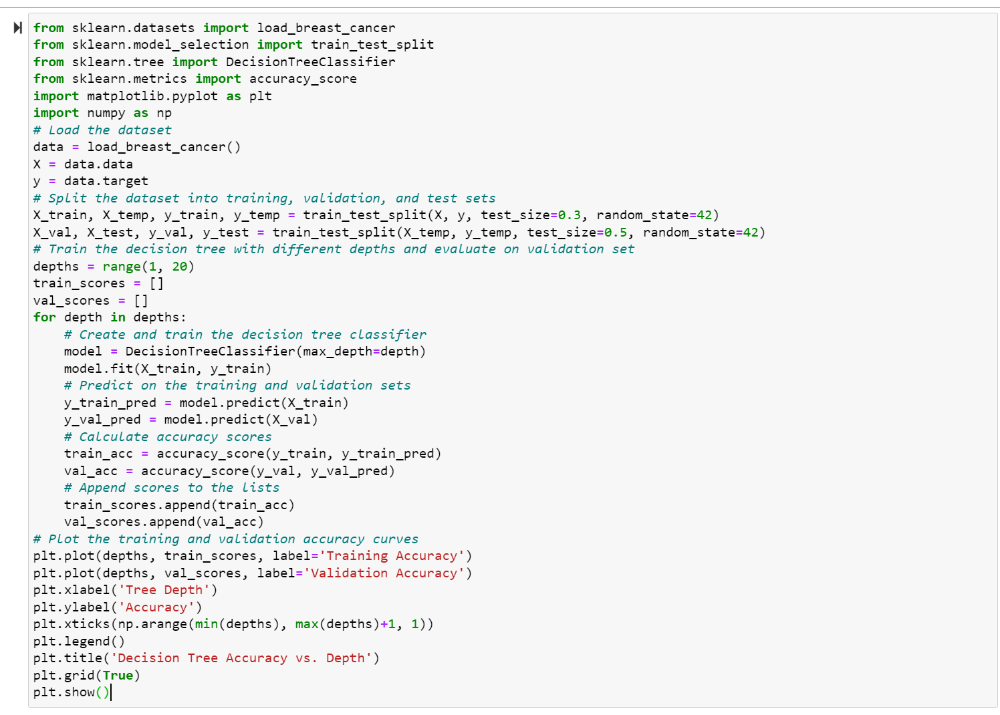 from sklearn.datasets import load_breast_cancer
from sklearn.model_selection import train_test_split
from sklearn.tree import DecisionTreeClassifier
from sklearn.metrics import accuracy_score
import matplotlib.pyplot as plt
import numpy as np
# Load the dataset
data = load_breast_cancer()
X = data.data
y = data.target
# Split the dataset into training, validation, and test sets
X_train, X_temp, y_train, y_temp = train_test_split(X, y, test_size=0.3, random_state=42)
X_val, X_test, y_val, y_test = train_test_split(X_temp, y_temp, test_size=0.5, random_state=42)
# Train the decision tree with different depths and evaluate on validation set
depths = range(1, 20)
train_scores = []
val_scores = []
for depth in depths:
    # Create and train the decision tree classifier
    model = DecisionTreeClassifier(max_depth=depth)
    model.fit(X_train, y_train)
    # Predict on the training and validation sets
    y_train_pred = model.predict(X_train)
    y_val_pred = model.predict(X_val)
    # Calculate accuracy scores
    train_acc = accuracy_score(y_train, y_train_pred)
    val_acc = accuracy_score(y_val, y_val_pred)
    # Append scores to the lists
    train_scores.append(train_acc)
    val_scores.append(val_acc)
# Plot the training and validation accuracy curves
plt.plot(depths, train_scores, label='Training Accuracy')
plt.plot(depths, val_scores, label='Validation Accuracy')
plt.xlabel('Tree Depth')
plt.ylabel('Accuracy')
plt.xticks(np.arange(min(depths), max(depths)+1, 1))
plt.legend()
plt.title('Decision Tree Accuracy vs. Depth')
plt.grid(True)
plt.show()